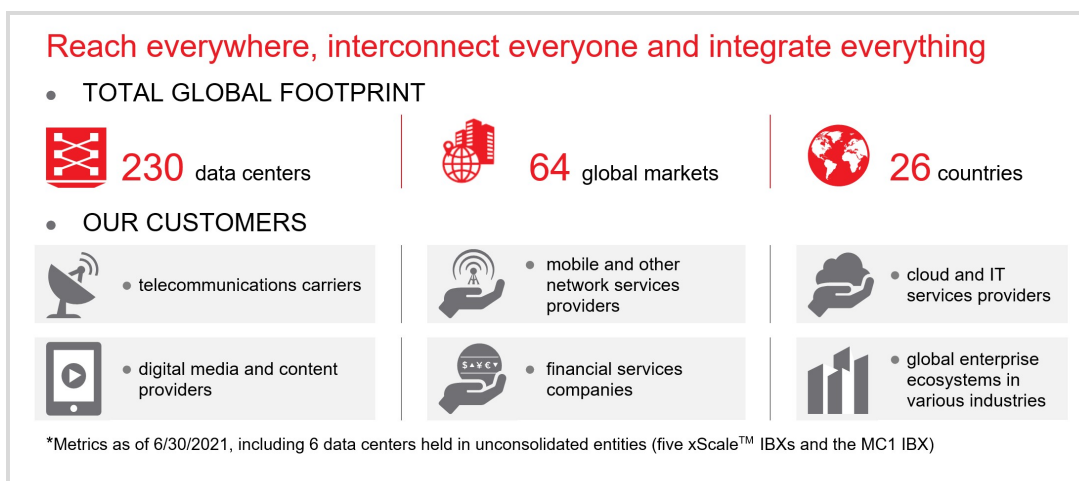 Reach everywhere, interconnect everyone and integrate everything
• TOTAL GLOBAL FOOTPRINT
230 data centers
64 global markets
26 countries
• OUR CUSTOMERS
• telecommunications carriers
• mobile and other
network services
providers
• cloud and IT
services providers
• digital media and content
providers
$▲¥€▼
• financial services
companies
• global enterprise
ecosystems in
various industries
*Metrics as of 6/30/2021, including 6 data centers held in unconsolidated entities (five xScale™ IBXs and the MC1 IBX)